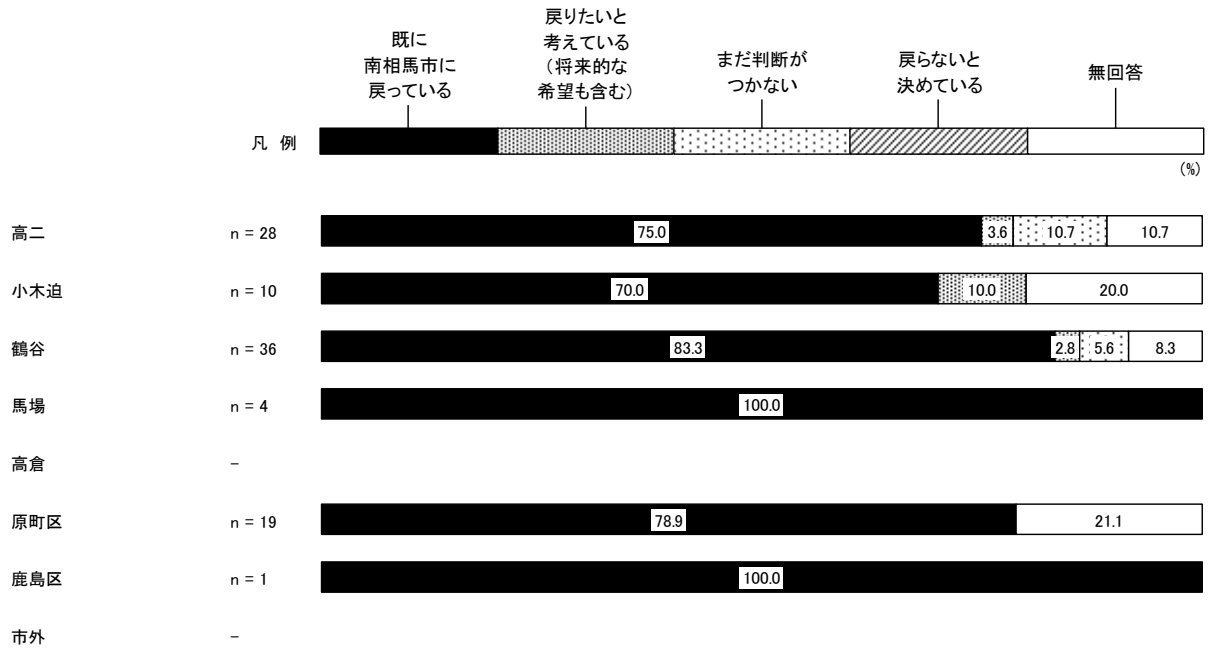 既に
南相馬市に
戻っている
戻りたいと
考えている
（将来的な
希望も含む）
まだ判断が
つかない
戻らないと
決めている
無回答
凡 例
(%)
高二 n = 28 75.0 3.6 10.7 10.7
小木迫 n = 10 70.0 10.0 20.0
鶴谷 n = 36 83.3 2.8 5.6 8.3
馬場 n = 4 100.0
高倉 -
原町区 n = 19 78.9 21.1
鹿島区 n = 1 100.0
市外 -